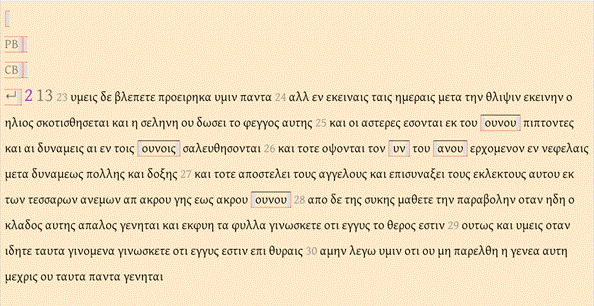 PB
CB
↵ 2 13 23 υμεις δε βλεπετε προειρηκα υμιν παντα 24 αλλ εν εκειναις ταις ημεραις μετα την θλιψιν εκεινην ο
ηλιος σκοτισθησεται και η σεληνη ου δωσει το φεγγος αυτης 25 και οι αστερες εσονται εκ του ουνου πιπτοντες
και αι δυναμεις αι εν τοις ουνοις σαλευθησονται 26 και τοτε οψονται τον υν του ανου ερχομενον εν νεφελαις
μετα δυναμεως πολλης και δοξης 27 και τοτε αποστελει τους αγγελους και επισυναξει τους εκλεκτους αυτου εκ
των τεσσαρων ανεμων απ ακρου γης εως ακρου ουνου 28 απο δε της συκης μαθετε την παραβολην οταν ηδη ο
κλαδος αυτης απαλος γενηται και εκφυη τα φυλλα γινωσκετε οτι εγγυς το θερος εστιν 29 ουτως και υμεις οταν
ιδητε ταυτα γινομενα γινωσκετε οτι εγγυς εστιν επι θυραις 30 αμην λεγω υμιν οτι ου μη παρελθη η γενεα αυτη
μεχρις ου ταυτα παντα γενηται